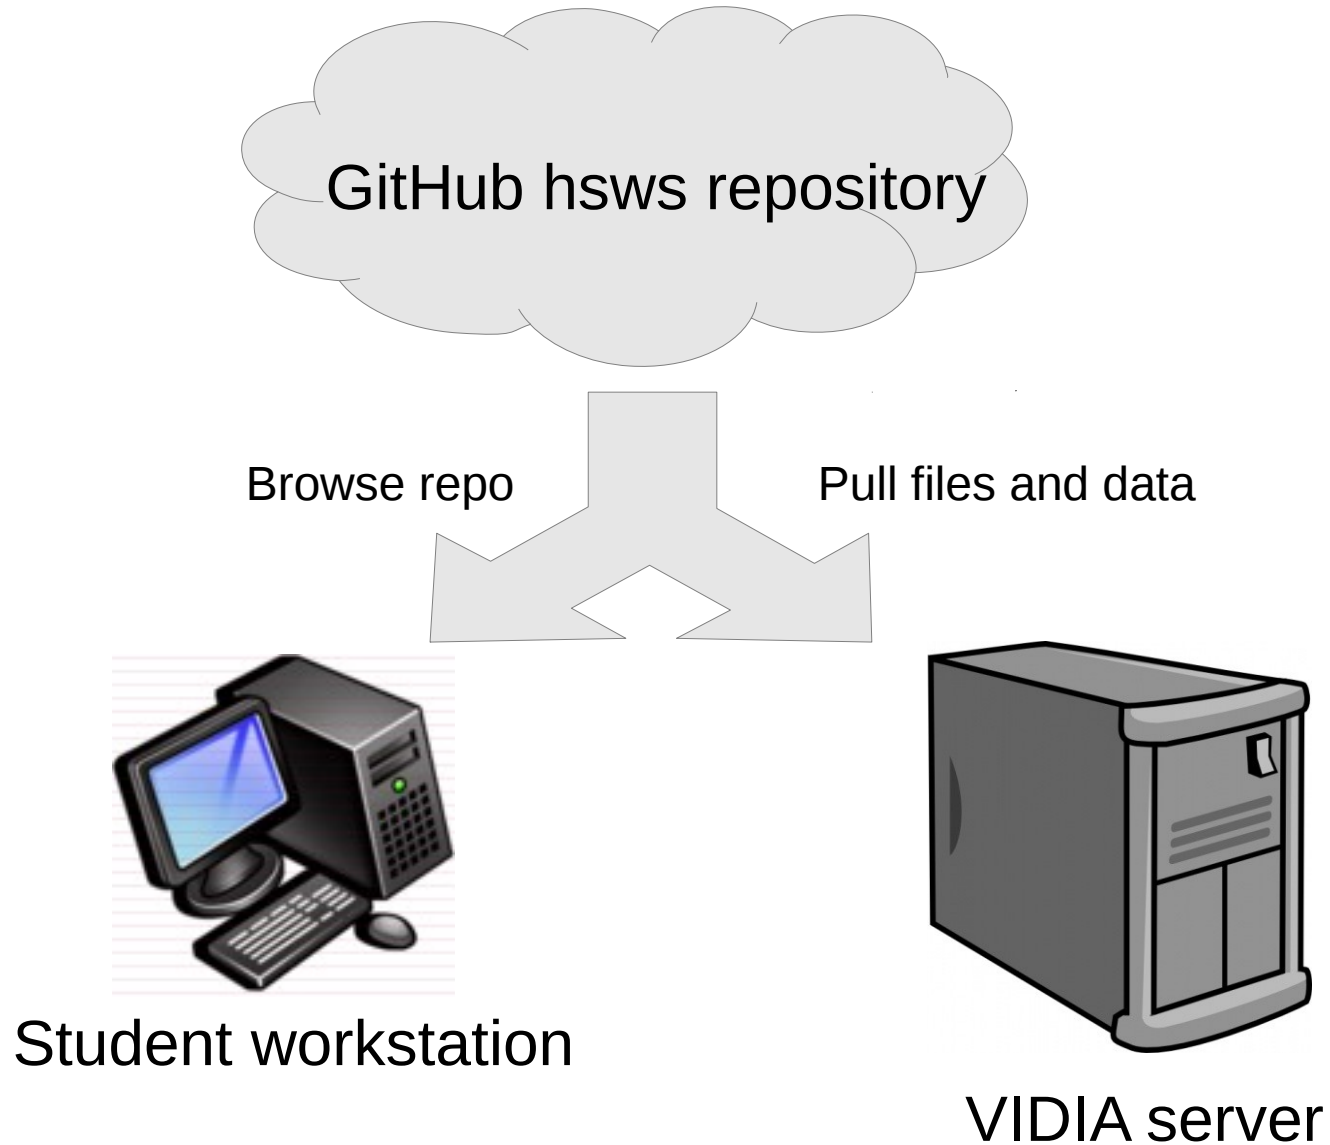 GitHub hsws repository
Browse repo
Pull files and data
Student workstation
VIDIA server